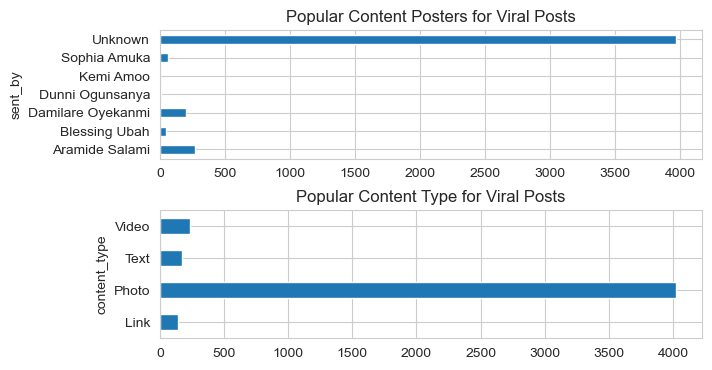 Popular Content Posters for Viral Posts
sent_by
Unknown
Sophia Amuka
Kemi Amoo
Dunni Ogunsanya
Damilare Oyekanmi
Blessing Ubah
Aramide Salami
0 500 1000 1500 2000 2500 3000 3500 4000
Popular Content Type for Viral Posts
content_type
Video
Text
Photo
Link
0 500 1000 1500 2000 2500 3000 3500 4000